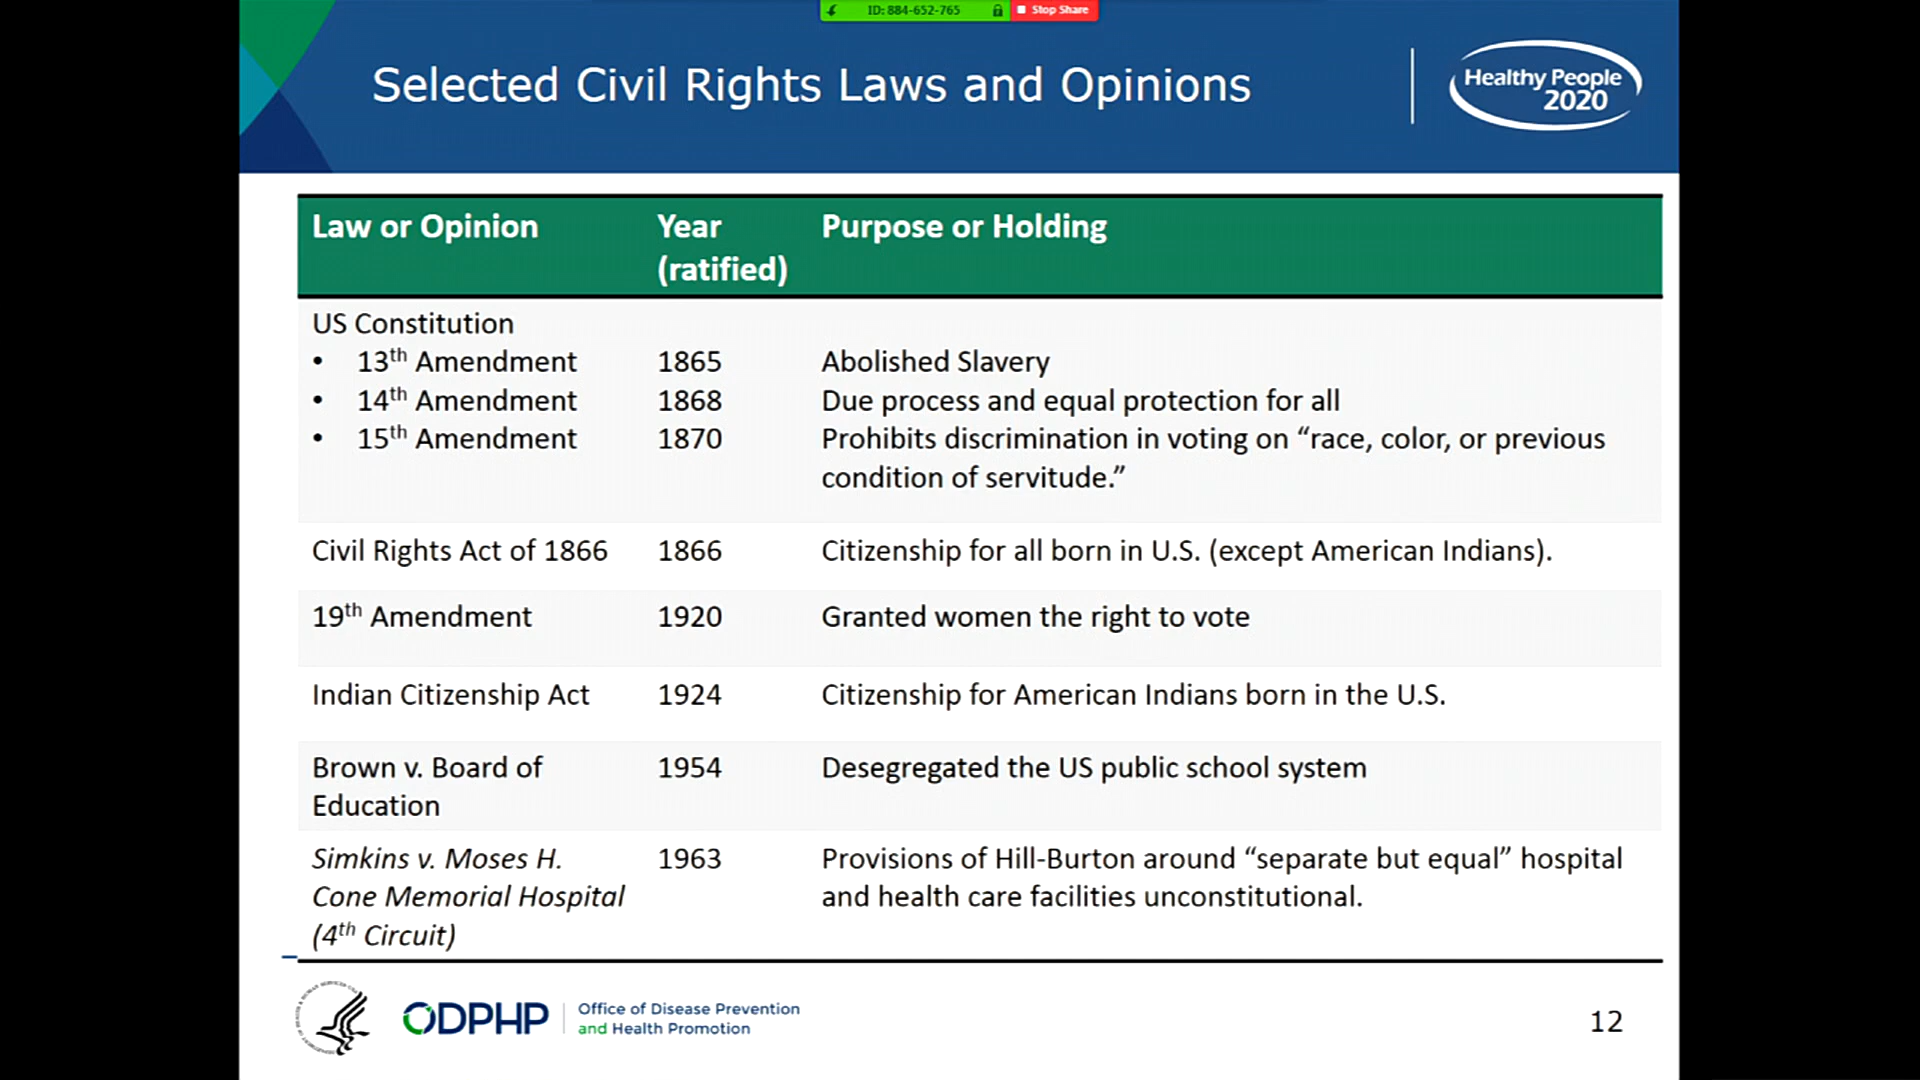 ID: 884-652-765
Stop Share
Selected Civil Rights Laws and Opinions
Healthy People
2020
Law or Opinion Year Purpose or Holding
(ratified)
US Constitution
• 13th Amendment 1865 Abolished Slavery
• 14th Amendment 1868 Due process and equal protection for all
• 15th Amendment 1870 Prohibits discrimination in voting on “race, color, or previous
condition of servitude.”
Civil Rights Act of 1866 1866 Citizenship for all born in U.S. (except American Indians).
19th Amendment 1920 Granted women the right to vote
Indian Citizenship Act 1924 Citizenship for American Indians born in the U.S.
Brown v. Board of 1954 Desegregated the US public school system
Education
Simkins v. Moses H. 1963 Provisions of Hill-Burton around “separate but equal” hospital
Cone Memorial Hospital and health care facilities unconstitutional.
(4th Circuit)
ODPHP
Office of Disease Prevention
and Health Promotion
12